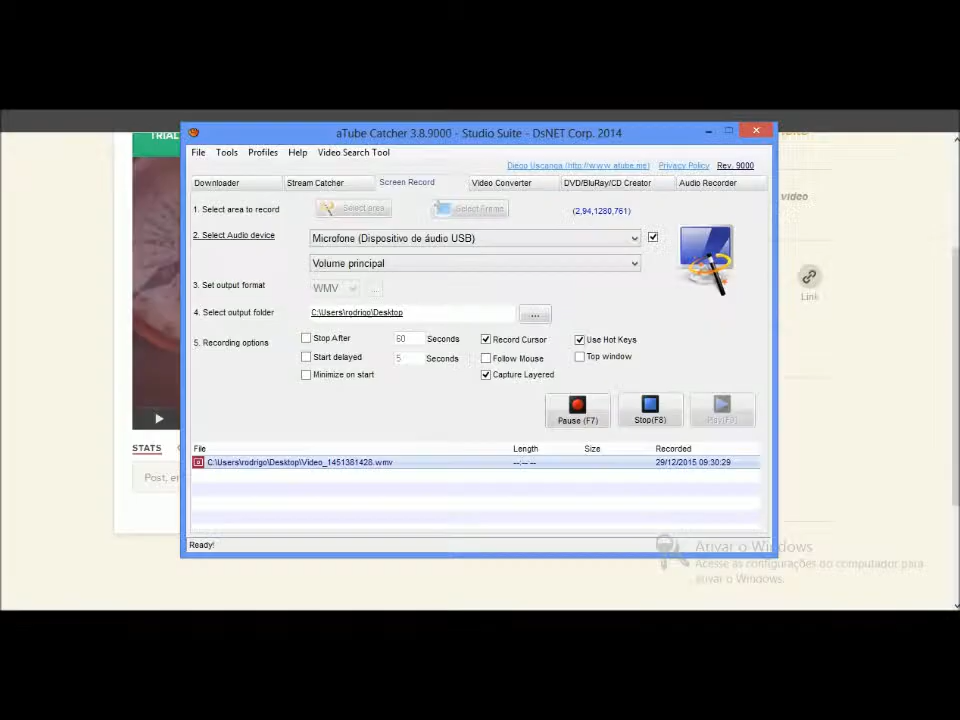 TRIAL
aTube Catcher 3.8.9000 - Studio Suite - DsNET Corp. 2014
File Tools Profiles Help Video Search Tool
Diego Uscanga (http://www.atube.me) Privacy Policy Rev. 9000
Downloader Stream Catcher Screen Record Video Converter DVD/BluRay/CD Creator Audio Recorder
video
1. Select area to record Select area Select Frame (2,94,1280,761)
2. Select Audio device Microfone (Dispositivo de áudio USB)
Volume principal
3. Set output format WMV ...
Link
4. Select output folder C:\Users\rodrigo\Desktop ...
5. Recording options Stop After 60 Seconds Record Cursor Use Hot Keys
Start delayed 5 Seconds Follow Mouse Top window
Minimize on start Capture Layered
Pause (F7) Stop(F8) Play(F9)
STATS
File Length Size Recorded
C:\Users\rodrigo\Desktop\Video_1451381428.wmv --:--:-- 29/12/2015 09:30:29
Post, en
Ready!
Ativar o Windows
Acesse as configurações do computador para
ativar o Windows.